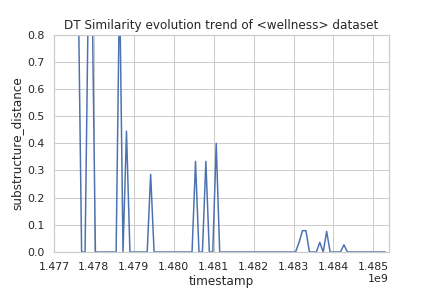 DT Similarity evolution trend of <wellness> dataset
0.8
0.7
0.6
0.5
0.4
0.3
0.2
0.1
0.0
substructure_distance
1.477 1.478 1.479 1.480 1.481 1.482 1.483 1.484 1.485
1e9
timestamp